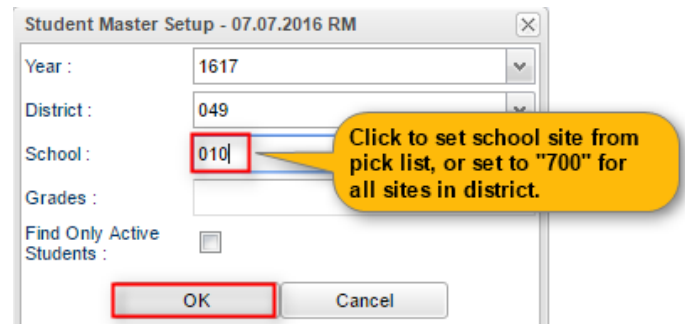 Student Master Setup - 07.07.2016 RM
Year : 1617
District : 049
School : 010
Click to set school site from
pick list, or set to "700" for
all sites in district.
Grades :
Find Only Active
Students :
OK Cancel